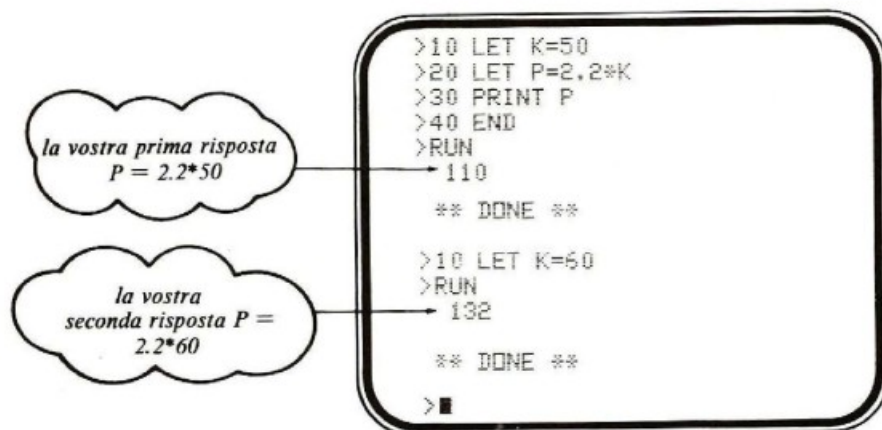 la vostra prima risposta
P = 2.2*50
la vostra
seconda risposta P =
2.2*60
>10 LET K=50
>20 LET P=2.2*K
>30 PRINT P
>40 END
>RUN
110
** DONE **
>10 LET K=60
>RUN
132
** DONE **
>